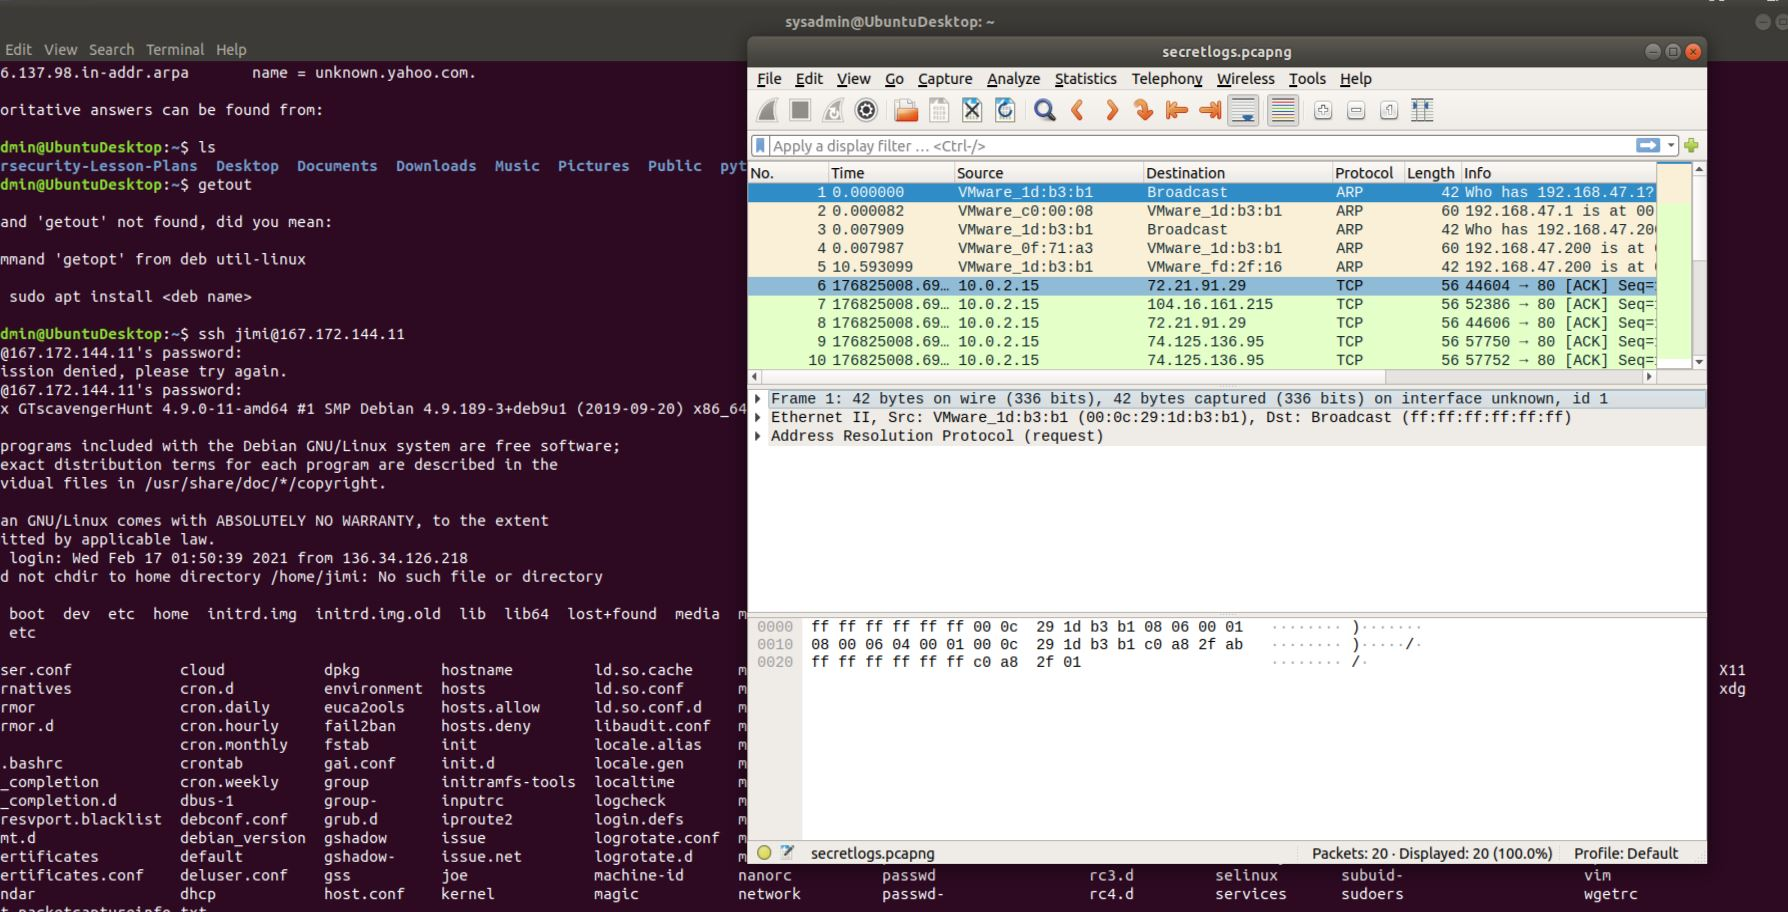 sysadmin@UbuntuDesktop: ~
Edit View Search Terminal Help
6.137.98.in-addr.arpa name = unknown.yahoo.com.
oritative answers can be found from:
dmin@UbuntuDesktop:~$ ls
rsecurity-Lesson-Plans Desktop Documents Downloads Music Pictures Public pyt
dmin@UbuntuDesktop:~$ getout
and 'getout' not found, did you mean:
mmand 'getopt' from deb util-linux
sudo apt install <deb name>
dmin@UbuntuDesktop:~$ ssh jimi@167.172.144.11
@167.172.144.11's password:
ission denied, please try again.
@167.172.144.11's password:
x GTscavengerHunt 4.9.0-11-amd64 #1 SMP Debian 4.9.189-3+deb9u1 (2019-09-20) x86_64
programs included with the Debian GNU/Linux system are free software;
exact distribution terms for each program are described in the
vidual files in /usr/share/doc/*/copyright.
an GNU/Linux comes with ABSOLUTELY NO WARRANTY, to the extent
itted by applicable law.
login: Wed Feb 17 01:50:39 2021 from 136.34.126.218
d not chdir to home directory /home/jimi: No such file or directory
boot dev etc home initrd.img initrd.img.old lib lib64 lost+found media m
etc
ser.conf cloud dpkg hostname ld.so.cache m X11
rnatives cron.d environment hosts ld.so.conf m xdg
rmor cron.daily euca2ools hosts.allow ld.so.conf.d m
rmor.d cron.hourly fail2ban hosts.deny libaudit.conf m
cron.monthly fstab init locale.alias m
.bashrc crontab gai.conf init.d locale.gen m
_completion cron.weekly group initramfs-tools localtime m
_completion.d dbus-1 group- inputrc logcheck m
resvport.blacklist debconf.conf grub.d iproute2 login.defs m
mt.d debian_version gshadow issue logrotate.conf m
ertificates default gshadow- issue.net logrotate.d m
ertificates.conf deluser.conf gss joe machine-id nanorc passwd rc3.d selinux subuid- vim
ndar dhcp host.conf kernel magic network passwd- rc4.d services sudoers wgetrc
t packetcaptureinfo.txt
secretlogs.pcapng
File Edit View Go Capture Analyze Statistics Telephony Wireless Tools Help
Apply a display filter … <Ctrl-/>
No. Time Source Destination Protocol Length Info
1 0.000000 VMware_1d:b3:b1 Broadcast ARP 42 Who has 192.168.47.1?
2 0.000082 VMware_c0:00:08 VMware_1d:b3:b1 ARP 60 192.168.47.1 is at 00
3 0.007909 VMware_1d:b3:b1 Broadcast ARP 42 Who has 192.168.47.200
4 0.007987 VMware_0f:71:a3 VMware_1d:b3:b1 ARP 60 192.168.47.200 is at
5 10.593099 VMware_1d:b3:b1 VMware_fd:2f:16 ARP 42 192.168.47.200 is at
6 176825008.69… 10.0.2.15 72.21.91.29 TCP 56 44604 → 80 [ACK] Seq=
7 176825008.69… 10.0.2.15 104.16.161.215 TCP 56 52386 → 80 [ACK] Seq=
8 176825008.69… 10.0.2.15 72.21.91.29 TCP 56 44606 → 80 [ACK] Seq=
9 176825008.69… 10.0.2.15 74.125.136.95 TCP 56 57750 → 80 [ACK] Seq=
10 176825008.69… 10.0.2.15 74.125.136.95 TCP 56 57752 → 80 [ACK] Seq=
Frame 1: 42 bytes on wire (336 bits), 42 bytes captured (336 bits) on interface unknown, id 1
Ethernet II, Src: VMware_1d:b3:b1 (00:0c:29:1d:b3:b1), Dst: Broadcast (ff:ff:ff:ff:ff:ff)
Address Resolution Protocol (request)
0000 ff ff ff ff ff ff 00 0c 29 1d b3 b1 08 06 00 01 ········ )·······
0010 08 00 06 04 00 01 00 0c 29 1d b3 b1 c0 a8 2f ab ········ )·····/·
0020 ff ff ff ff ff ff c0 a8 2f 01 ········ /·
secretlogs.pcapng Packets: 20 · Displayed: 20 (100.0%) Profile: Default